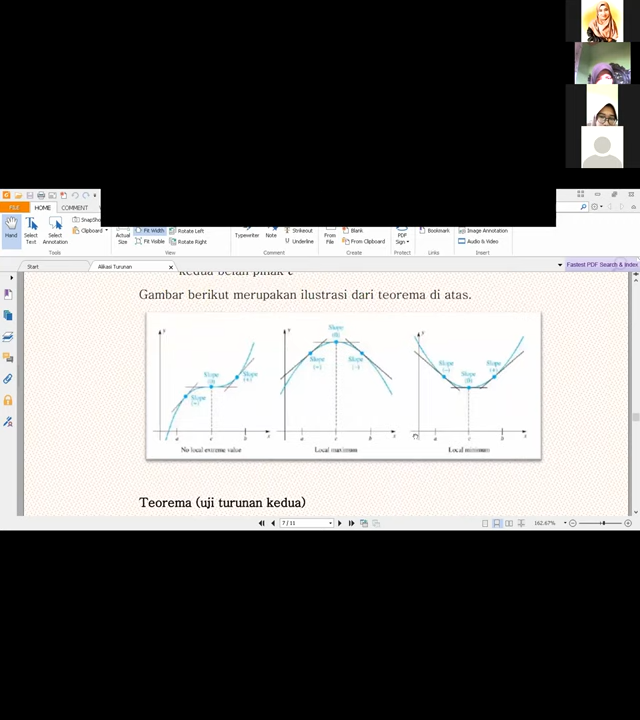 FILE HOME COMMENT
Hand
Select Text
Select Annotation
SnapSho
Clipboard
Tools
Actual Size
Fit Width
Fit Visible
Rotate Left
Rotate Right
View
Typewriter
Note
Strikeout
Underline
Comment
From File
Blank
From Clipboard
Create
PDF Sign
Protect
Bookmark
Links
Image Annotation
Audio & Video
Insert
Start
Alikasi Turunan
Fastest PDF Search & index
Gambar berikut merupakan ilustrasi dari teorema di atas.
y
Slope (+)
Slope (0)
Slope (+)
a c b x
No local extreme value
y
Slope (+)
Slope (0)
Slope (−)
a c b x
Local maximum
y
Slope (−)
Slope (0)
Slope (+)
a c b x
Local minimum
Teorema (uji turunan kedua)
7 / 11
162.67%